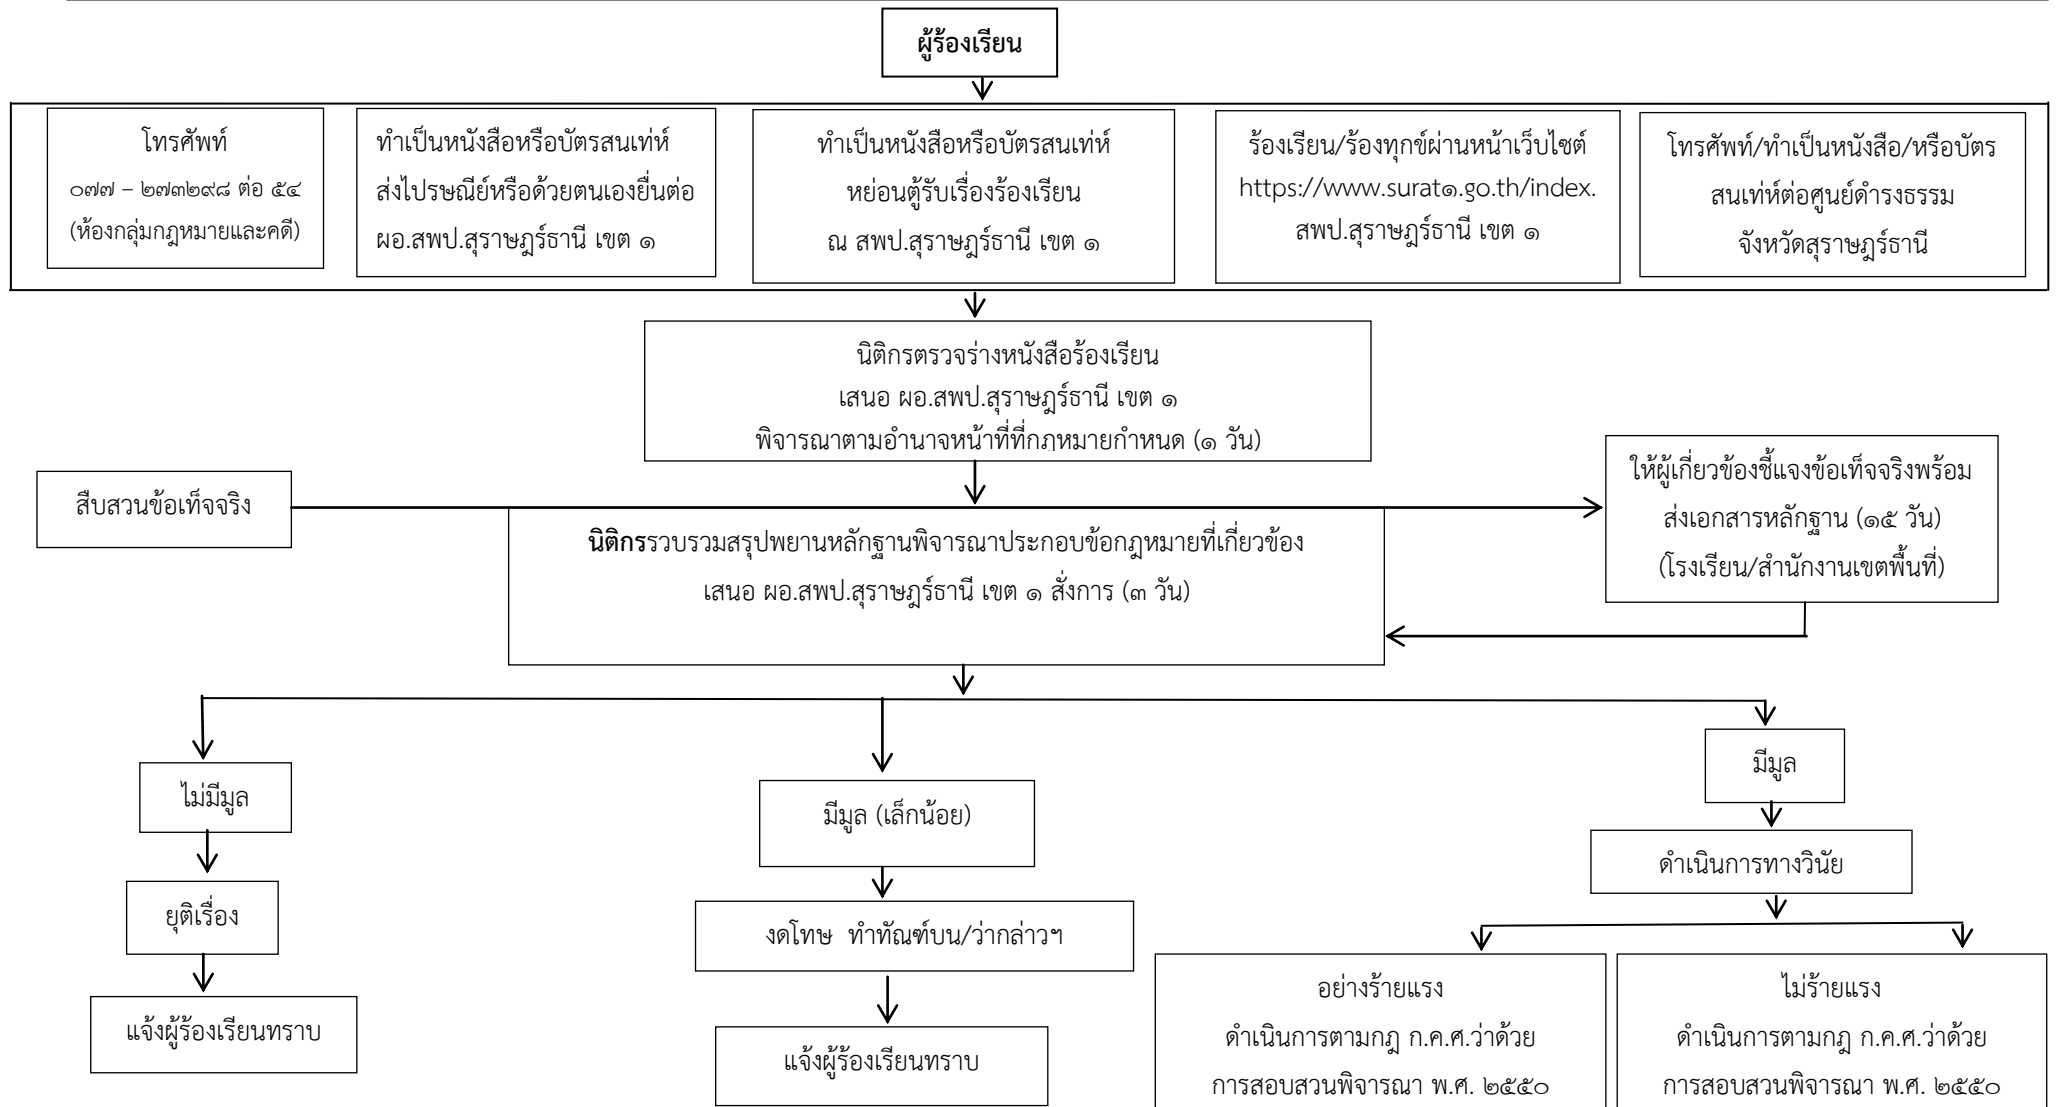 ผู้ร้องเรียน
โทรศัพท์
๐๗๗ – ๒๗๓๒๙๘ ต่อ ๕๔
(ห้องกลุ่มกฎหมายและคดี)
ทำเป็นหนังสือหรือบัตรสนเท่ห์
ส่งไปรษณีย์หรือด้วยตนเองยื่นต่อ
ผอ.สพป.สุราษฎร์ธานี เขต ๑
ทำเป็นหนังสือหรือบัตรสนเท่ห์
หย่อนตู้รับเรื่องร้องเรียน
ณ สพป.สุราษฎร์ธานี เขต ๑
ร้องเรียน/ร้องทุกข์ผ่านหน้าเว็บไซต์
https://www.surat๑.go.th/index.
สพป.สุราษฎร์ธานี เขต ๑
โทรศัพท์/ทำเป็นหนังสือ/หรือบัตร
สนเท่ห์ต่อศูนย์ดำรงธรรม
จังหวัดสุราษฎร์ธานี
นิติกรตรวจร่างหนังสือร้องเรียน
เสนอ ผอ.สพป.สุราษฎร์ธานี เขต ๑
พิจารณาตามอำนาจหน้าที่ที่กฎหมายกำหนด (๑ วัน)
สืบสวนข้อเท็จจริง
ให้ผู้เกี่ยวข้องชี้แจงข้อเท็จจริงพร้อม
ส่งเอกสารหลักฐาน (๑๕ วัน)
(โรงเรียน/สำนักงานเขตพื้นที่)
นิติกรรวบรวมสรุปพยานหลักฐานพิจารณาประกอบข้อกฎหมายที่เกี่ยวข้อง
เสนอ ผอ.สพป.สุราษฎร์ธานี เขต ๑ สั่งการ (๓ วัน)
ไม่มีมูล
ยุติเรื่อง
แจ้งผู้ร้องเรียนทราบ
มีมูล (เล็กน้อย)
งดโทษ ทำทัณฑ์บน/ว่ากล่าวฯ
แจ้งผู้ร้องเรียนทราบ
มีมูล
ดำเนินการทางวินัย
อย่างร้ายแรง
ดำเนินการตามกฎ ก.ค.ศ.ว่าด้วย
การสอบสวนพิจารณา พ.ศ. ๒๕๕๐
ไม่ร้ายแรง
ดำเนินการตามกฎ ก.ค.ศ.ว่าด้วย
การสอบสวนพิจารณา พ.ศ. ๒๕๕๐